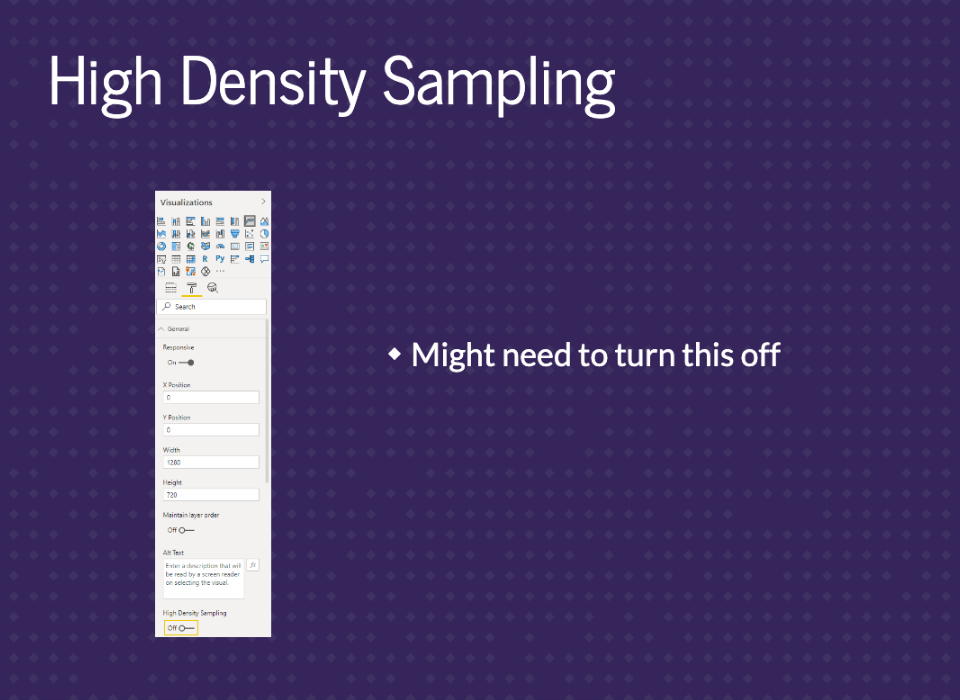 High Density Sampling
Visualizations
R Py
Search
General
Responsive
On
X Position
0
Y Position
0
Width
1280
Height
720
Maintain layer order
Off
Alt Text
Enter a description that will
be read by a screen reader
on selecting the visual.
fx
High Density Sampling
Off
Might need to turn this off